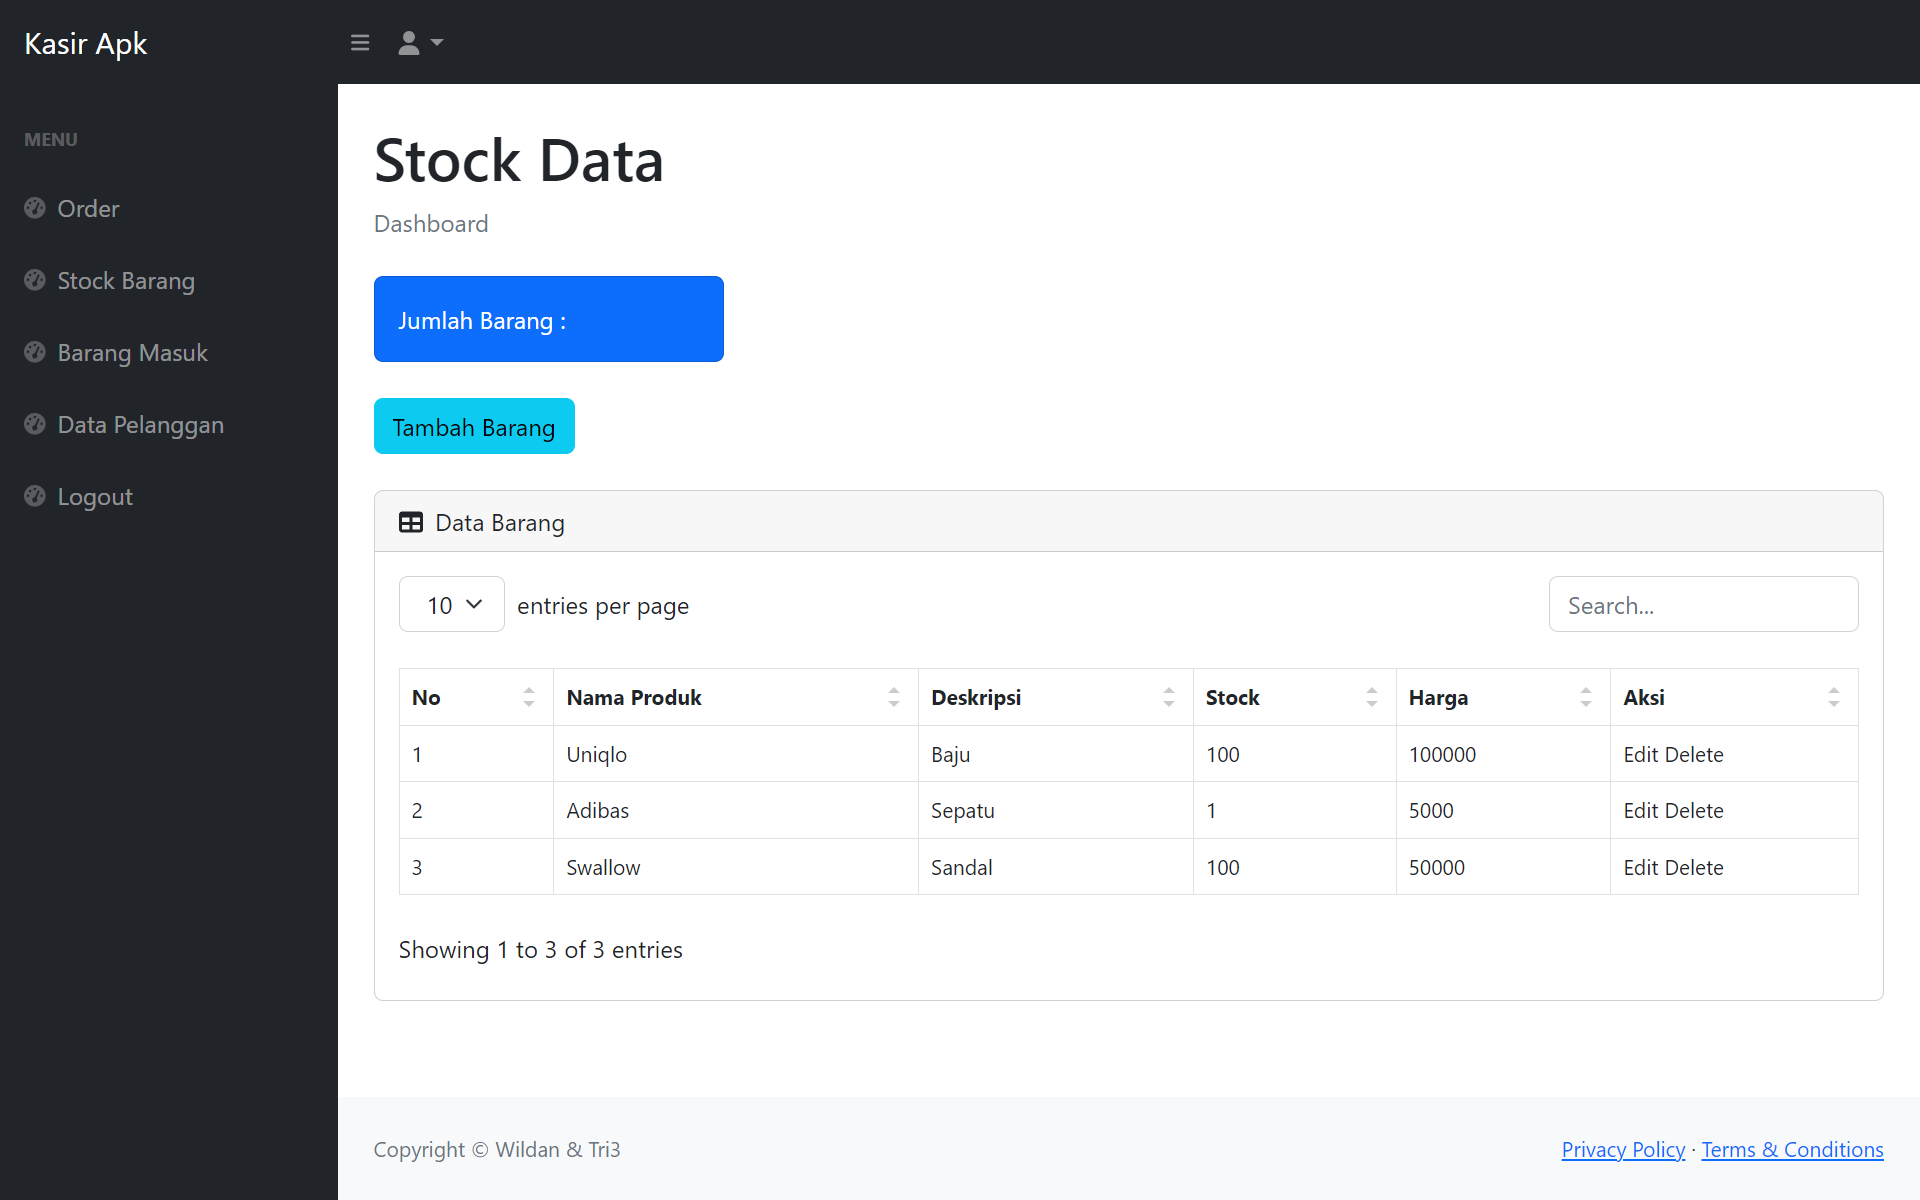 Kasir Apk
MENU
Order
Stock Barang
Barang Masuk
Data Pelanggan
Logout
Stock Data
Dashboard
Jumlah Barang :
Tambah Barang
Data Barang
10 entries per page
Search...
No Nama Produk Deskripsi Stock Harga Aksi
1 Uniqlo Baju 100 100000 Edit Delete
2 Adibas Sepatu 1 5000 Edit Delete
3 Swallow Sandal 100 50000 Edit Delete
Showing 1 to 3 of 3 entries
Copyright © Wildan & Tri3
Privacy Policy · Terms & Conditions